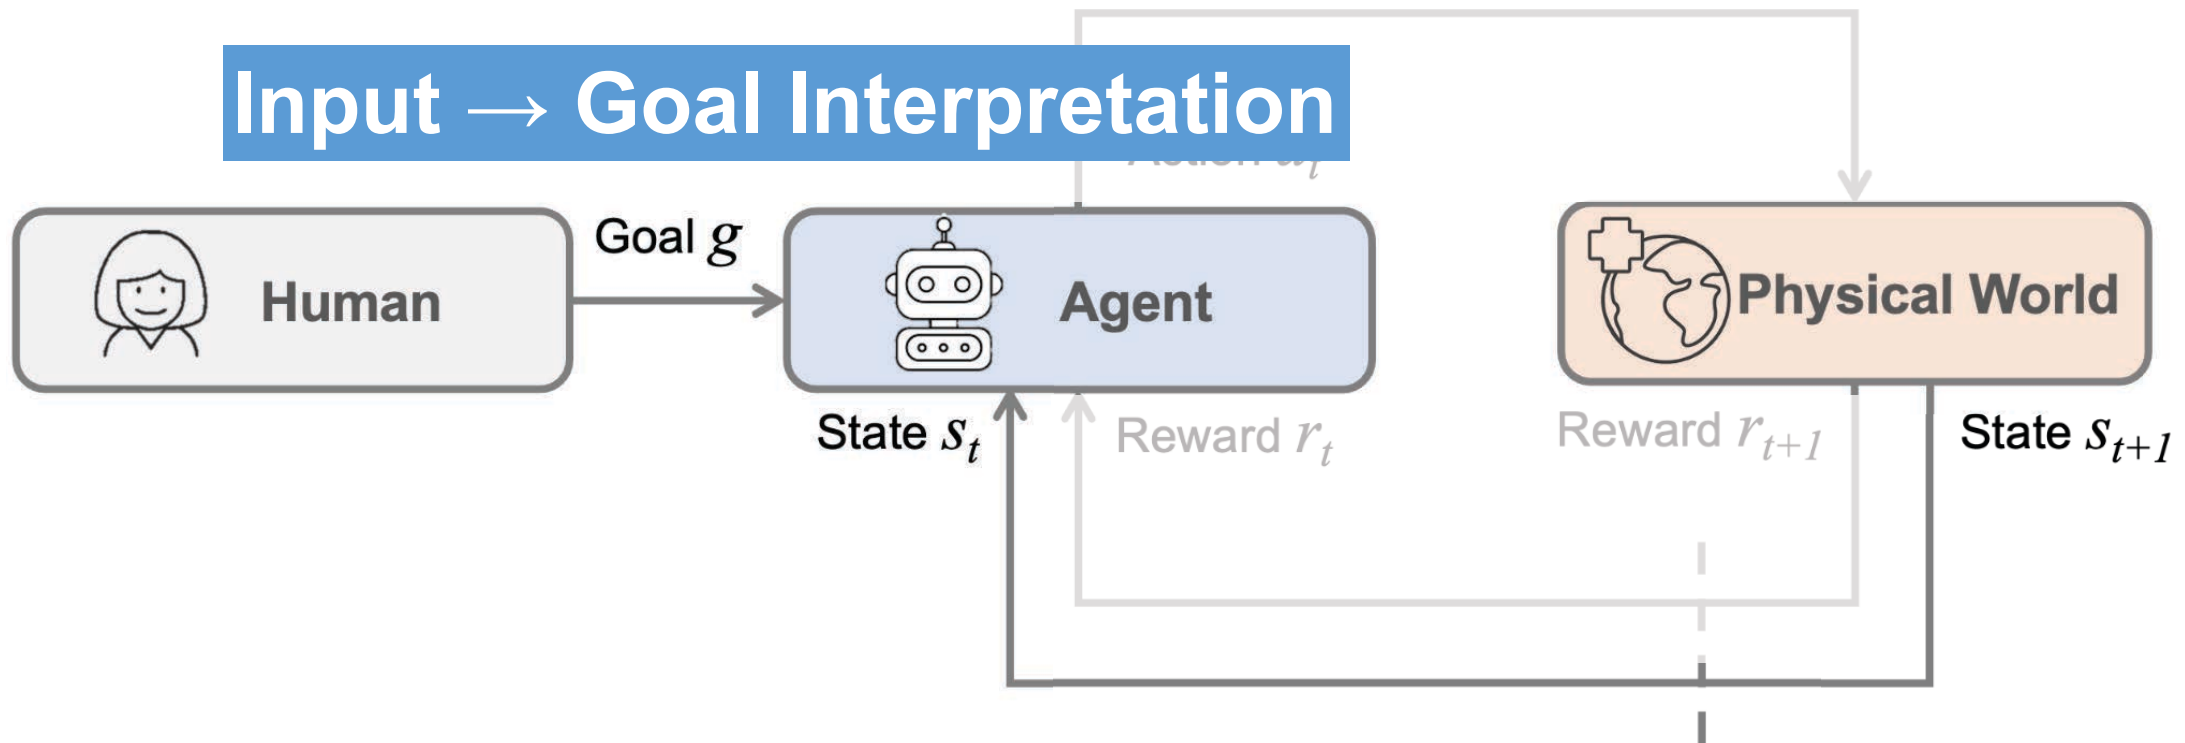 Input → Goal Interpretation
Human
Goal g
Agent
Physical World
State s_t
Reward r_t
Reward r_{t+1}
State s_{t+1}